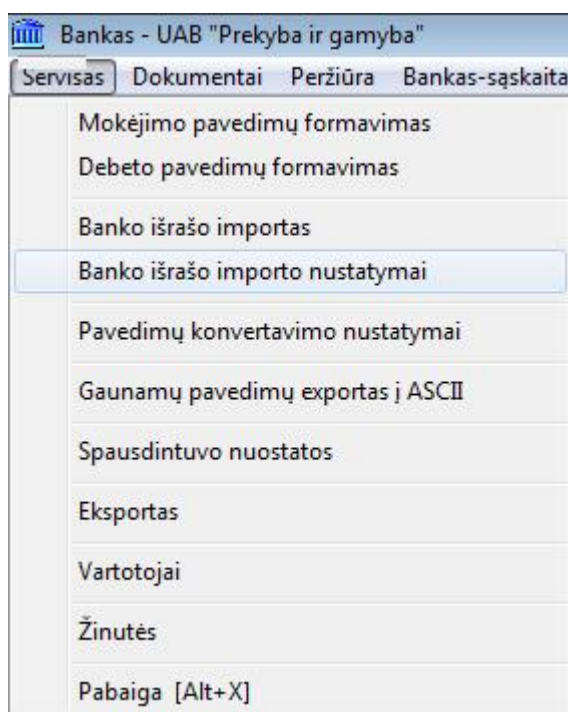 Bankas - UAB "Prekyba ir gamyba"
Servisas Dokumentai Peržiūra Bankas-sąskaita
Mokėjimo pavedimų formavimas
Debeto pavedimų formavimas
Banko išrašo importas
Banko išrašo importo nustatymai
Pavedimų konvertavimo nustatymai
Gaunamų pavedimų exportas į ASCII
Spausdintuvo nuostatos
Eksportas
Vartotojai
Žinutės
Pabaiga [Alt+X]